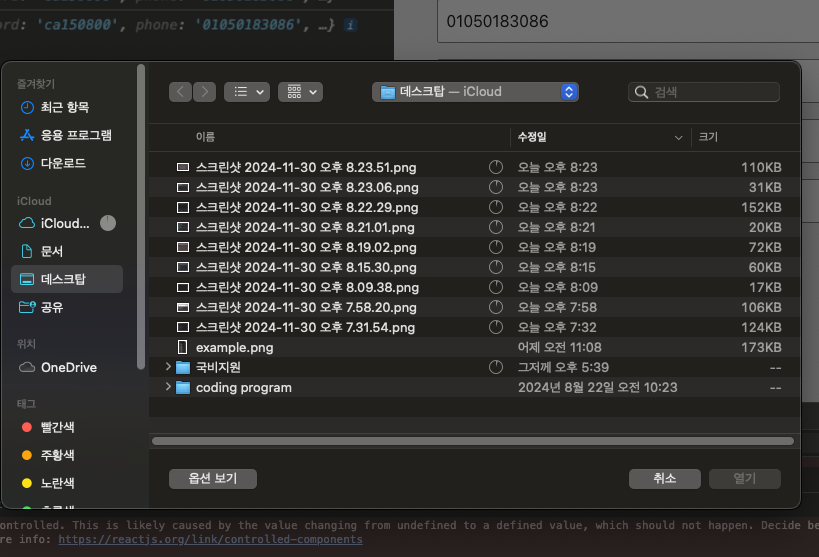 ord: 'ca150800', phone: '01050183086', …} i
01050183086
즐겨찾기
최근 항목
응용 프로그램
다운로드
iCloud
iCloud...
문서
데스크탑
공유
위치
OneDrive
태그
빨간색
주황색
노란색
데스크탑 — iCloud
검색
이름 수정일 크기
스크린샷 2024-11-30 오후 8.23.51.png 오늘 오후 8:23 110KB
스크린샷 2024-11-30 오후 8.23.06.png 오늘 오후 8:23 31KB
스크린샷 2024-11-30 오후 8.22.29.png 오늘 오후 8:22 152KB
스크린샷 2024-11-30 오후 8.21.01.png 오늘 오후 8:21 20KB
스크린샷 2024-11-30 오후 8.19.02.png 오늘 오후 8:19 72KB
스크린샷 2024-11-30 오후 8.15.30.png 오늘 오후 8:15 60KB
스크린샷 2024-11-30 오후 8.09.38.png 오늘 오후 8:09 17KB
스크린샷 2024-11-30 오후 7.58.20.png 오늘 오후 7:58 106KB
스크린샷 2024-11-30 오후 7.31.54.png 오늘 오후 7:32 124KB
example.png 어제 오전 11:08 173KB
국비지원 그저께 오후 5:39 --
coding program 2024년 8월 22일 오전 10:23 --
옵션 보기 취소 열기
ontrolled. This is likely caused by the value changing from undefined to a defined value, which should not happen. Decide be
re info: https://reactjs.org/link/controlled-components